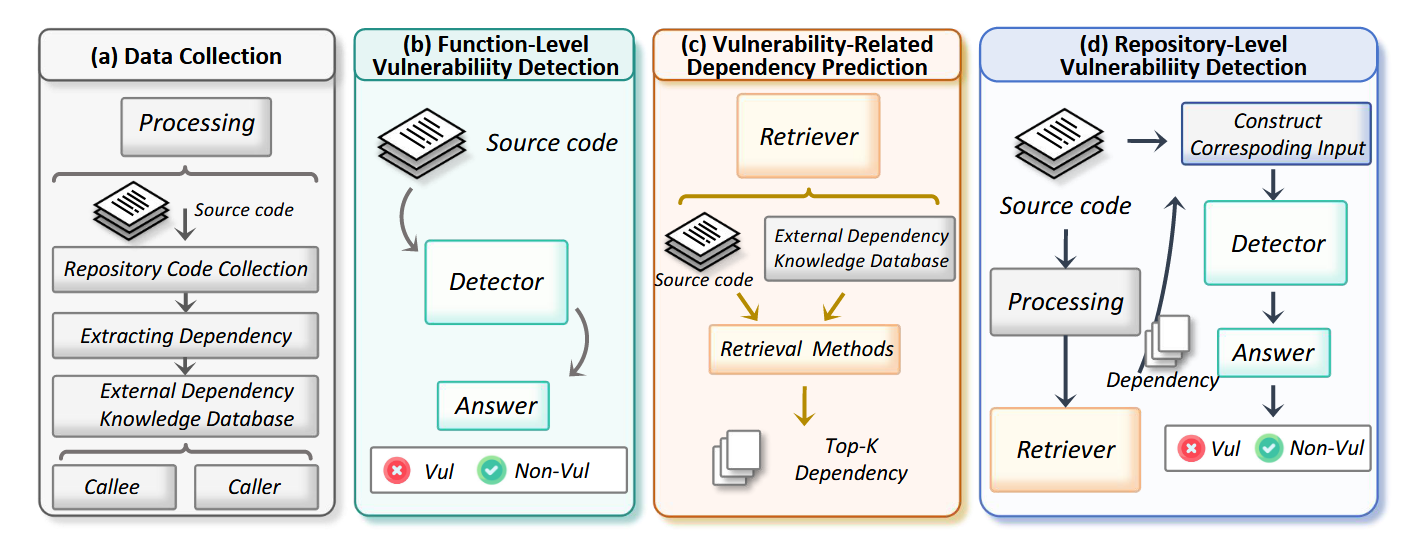 (a) Data Collection
Processing
Source code
Repository Code Collection
Extracting Dependency
External Dependency
Knowledge Database
Callee
Caller
(b) Function-Level
Vulnerabiliity Detection
Source code
Detector
Answer
Vul
Non-Vul
(c) Vulnerability-Related
Dependency Prediction
Retriever
Source code
External Dependency
Knowledge Database
Retrieval Methods
Top-K
Dependency
(d) Repository-Level
Vulnerabiliity Detection
Source code
Construct
Correspoding Input
Processing
Detector
Dependency
Answer
Retriever
Vul
Non-Vul